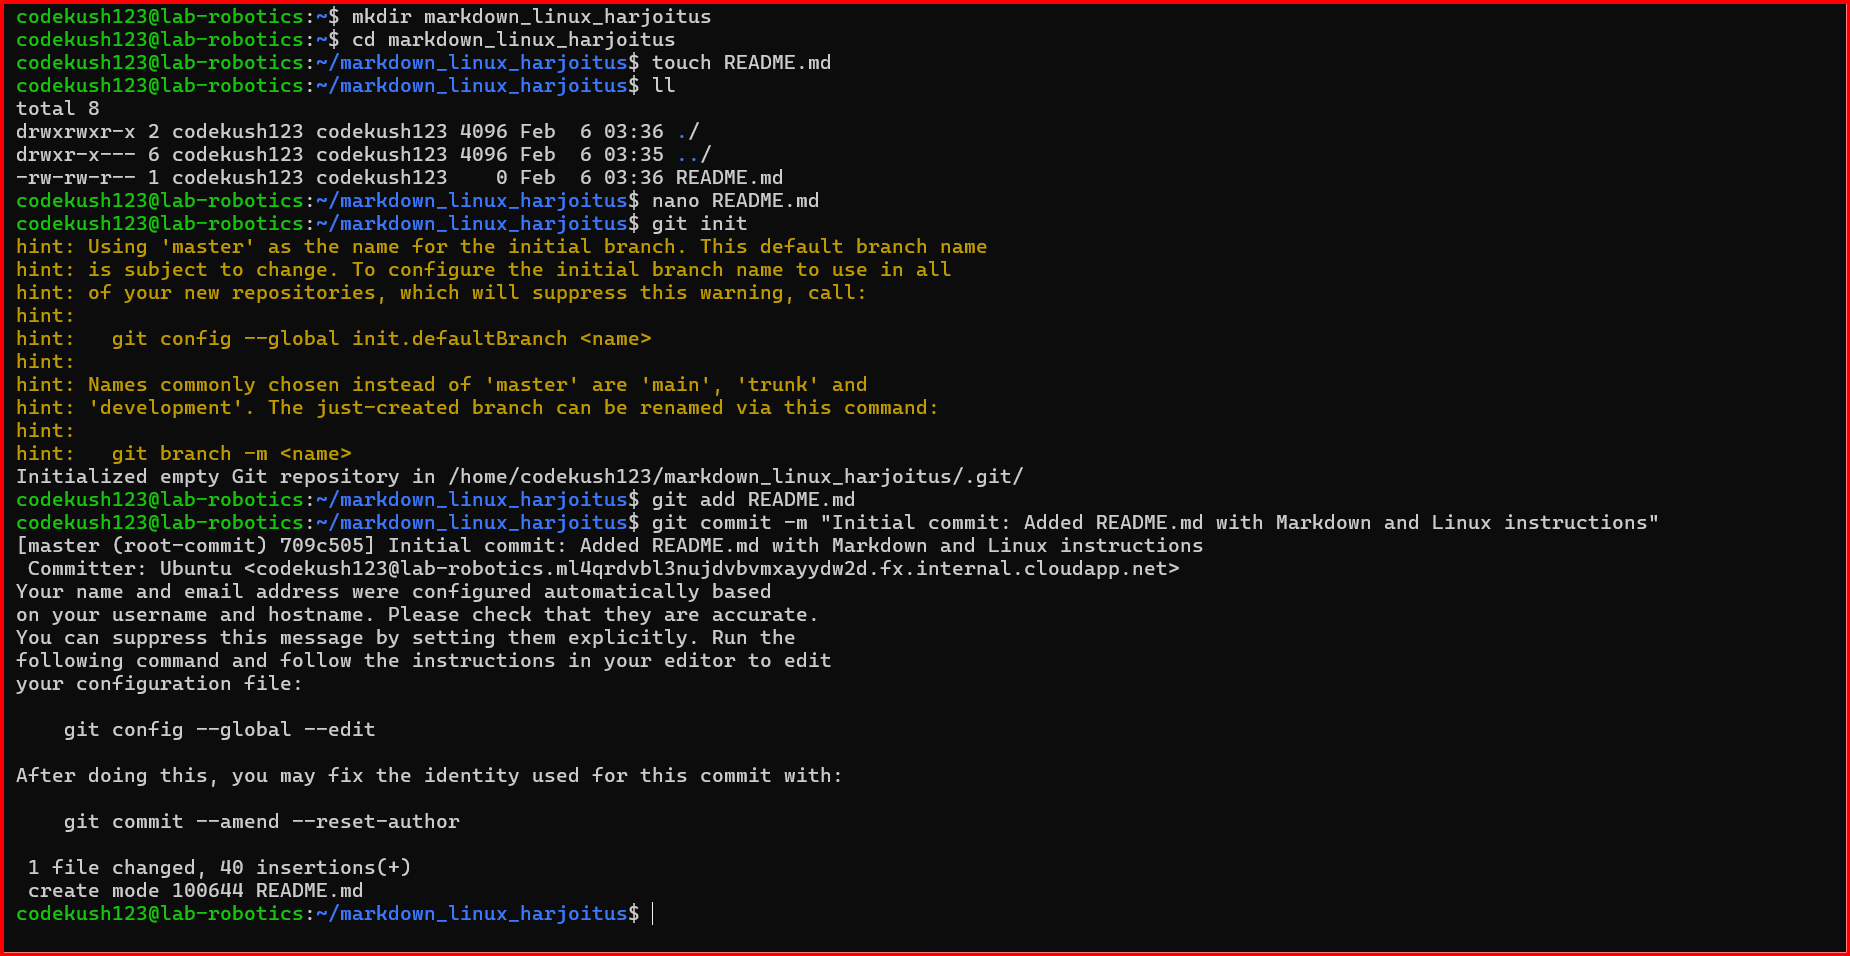 codekush123@lab-robotics:~$ mkdir markdown_linux_harjoitus
codekush123@lab-robotics:~$ cd markdown_linux_harjoitus
codekush123@lab-robotics:~/markdown_linux_harjoitus$ touch README.md
codekush123@lab-robotics:~/markdown_linux_harjoitus$ ll
total 8
drwxrwxr-x 2 codekush123 codekush123 4096 Feb  6 03:36 ./
drwxr-x--- 6 codekush123 codekush123 4096 Feb  6 03:35 ../
-rw-rw-r-- 1 codekush123 codekush123    0 Feb  6 03:36 README.md
codekush123@lab-robotics:~/markdown_linux_harjoitus$ nano README.md
codekush123@lab-robotics:~/markdown_linux_harjoitus$ git init
hint: Using 'master' as the name for the initial branch. This default branch name
hint: is subject to change. To configure the initial branch name to use in all
hint: of your new repositories, which will suppress this warning, call:
hint:
hint:   git config --global init.defaultBranch <name>
hint:
hint: Names commonly chosen instead of 'master' are 'main', 'trunk' and
hint: 'development'. The just-created branch can be renamed via this command:
hint:
hint:   git branch -m <name>
Initialized empty Git repository in /home/codekush123/markdown_linux_harjoitus/.git/
codekush123@lab-robotics:~/markdown_linux_harjoitus$ git add README.md
codekush123@lab-robotics:~/markdown_linux_harjoitus$ git commit -m "Initial commit: Added README.md with Markdown and Linux instructions"
[master (root-commit) 709c505] Initial commit: Added README.md with Markdown and Linux instructions
 Committer: Ubuntu <codekush123@lab-robotics.ml4qrdvbl3nujdvbvmxayydw2d.fx.internal.cloudapp.net>
Your name and email address were configured automatically based
on your username and hostname. Please check that they are accurate.
You can suppress this message by setting them explicitly. Run the
following command and follow the instructions in your editor to edit
your configuration file:

    git config --global --edit

After doing this, you may fix the identity used for this commit with:

    git commit --amend --reset-author

 1 file changed, 40 insertions(+)
 create mode 100644 README.md
codekush123@lab-robotics:~/markdown_linux_harjoitus$